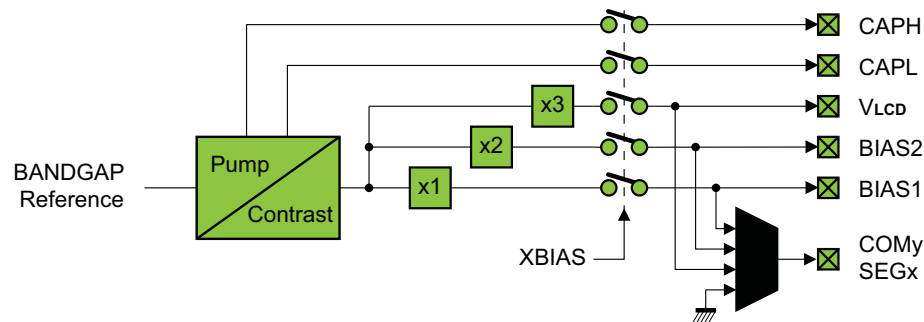 CAPH
CAPL
x3
VLCD
Pump
x2
BIAS2
BANDGAP
Reference
x1
BIAS1
Contrast
XBIAS
COMy
SEGx